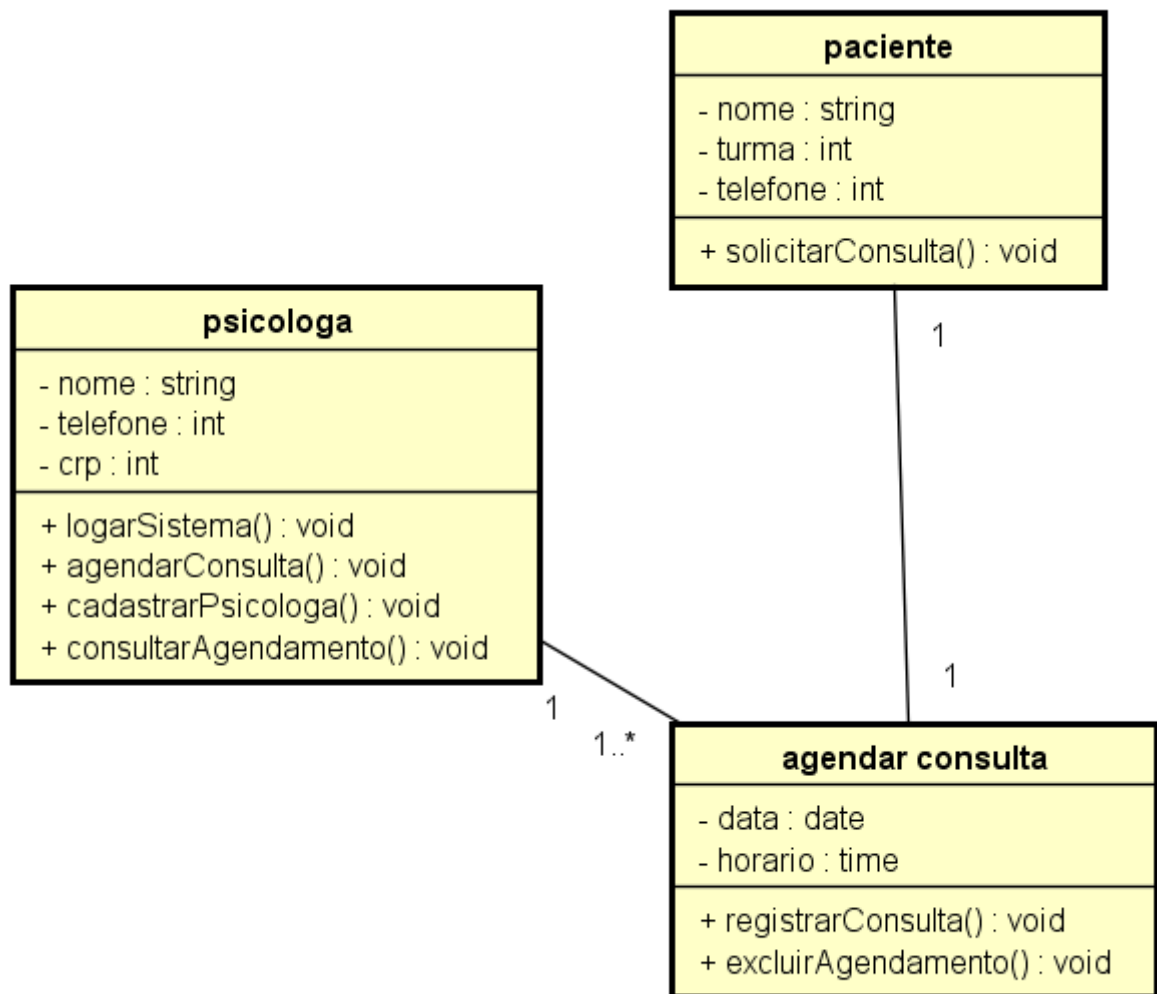 paciente
- nome : string
- turma : int
- telefone : int
+ solicitarConsulta() : void
1
psicologa
- nome : string
- telefone : int
- crp : int
+ logarSistema() : void
+ agendarConsulta() : void
+ cadastrarPsicologa() : void
+ consultarAgendamento() : void
1
1..*
1
agendar consulta
- data : date
- horario : time
+ registrarConsulta() : void
+ excluirAgendamento() : void